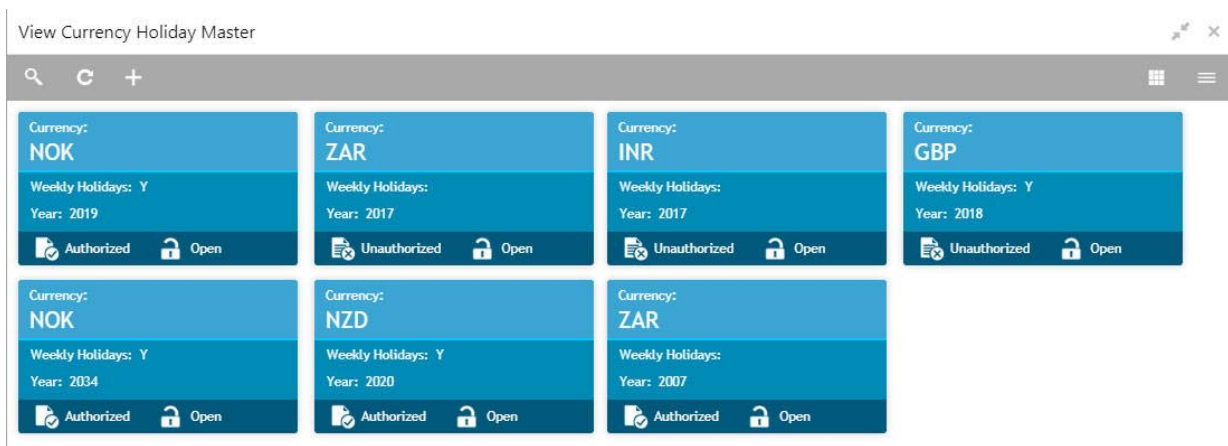 View Currency Holiday Master
Currency:
NOK
Weekly Holidays: Y
Year: 2019
Authorized Open
Currency:
ZAR
Weekly Holidays:
Year: 2017
Unauthorized Open
Currency:
INR
Weekly Holidays:
Year: 2017
Unauthorized Open
Currency:
GBP
Weekly Holidays: Y
Year: 2018
Unauthorized Open
Currency:
NOK
Weekly Holidays: Y
Year: 2034
Authorized Open
Currency:
NZD
Weekly Holidays: Y
Year: 2020
Authorized Open
Currency:
ZAR
Weekly Holidays:
Year: 2007
Authorized Open